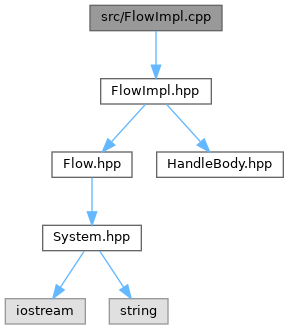 src/FlowImpl.cpp
FlowImpl.hpp
Flow.hpp
HandleBody.hpp
System.hpp
iostream
string